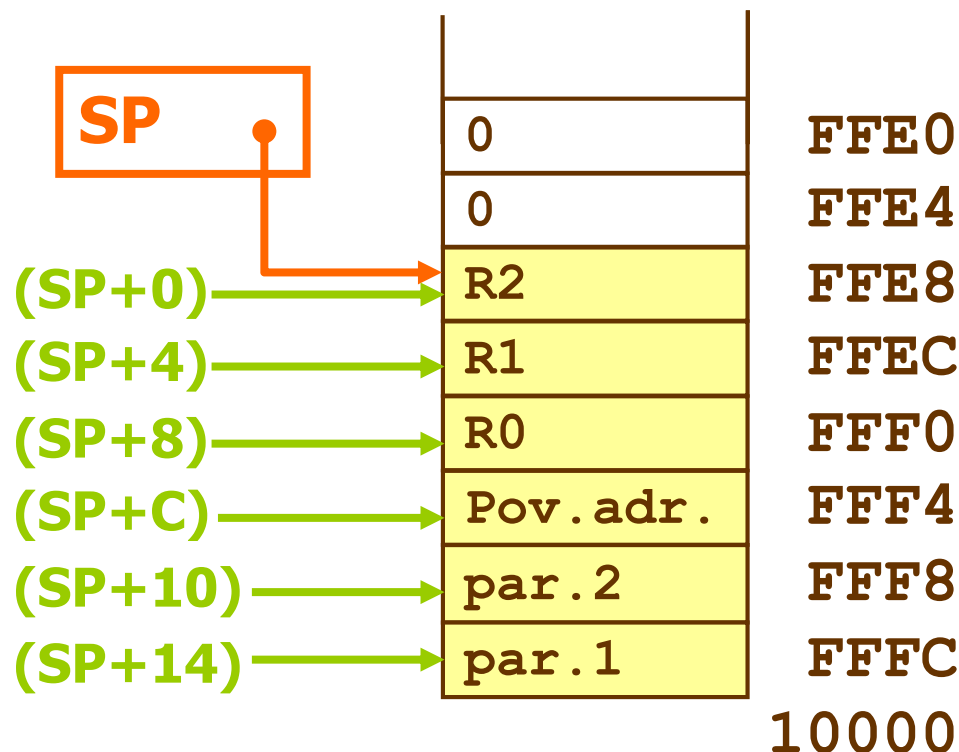 0 FFE0
SP
0 FFE4
(SP+0) R2 FFE8
(SP+4) R1 FFEC
(SP+8) R0 FFF0
(SP+C) Pov.adr. FFF4
(SP+10) par.2 FFF8
(SP+14) par.1 FFFC
10000